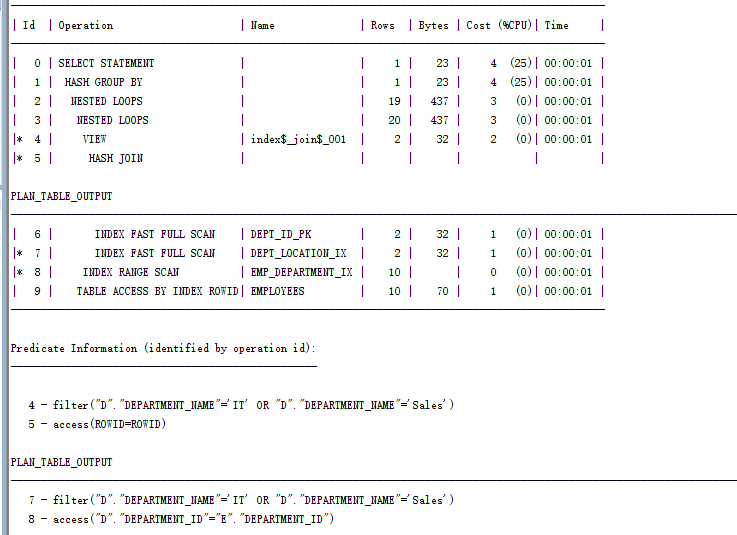 | Id  | Operation                      | Name             | Rows  | Bytes | Cost (%CPU)| Time     |
|   0 | SELECT STATEMENT               |                  |     1 |    23 |     4  (25)| 00:00:01 |
|   1 |  HASH GROUP BY                 |                  |     1 |    23 |     4  (25)| 00:00:01 |
|   2 |   NESTED LOOPS                 |                  |    19 |   437 |     3   (0)| 00:00:01 |
|   3 |    NESTED LOOPS                |                  |    20 |   437 |     3   (0)| 00:00:01 |
|*  4 |     VIEW                       | index$_join$_001 |     2 |    32 |     2   (0)| 00:00:01 |
|*  5 |      HASH JOIN                 |                  |       |       |            |          |
PLAN_TABLE_OUTPUT
|   6 |       INDEX FAST FULL SCAN     | DEPT_ID_PK       |     2 |    32 |     1   (0)| 00:00:01 |
|*  7 |       INDEX FAST FULL SCAN     | DEPT_LOCATION_IX |     2 |    32 |     1   (0)| 00:00:01 |
|*  8 |     INDEX RANGE SCAN           | EMP_DEPARTMENT_IX |    10 |       |     0   (0)| 00:00:01 |
|   9 |    TABLE ACCESS BY INDEX ROWID| EMPLOYEES        |    10 |    70 |     1   (0)| 00:00:01 |
Predicate Information (identified by operation id):
4 - filter("D"."DEPARTMENT_NAME"='IT' OR "D"."DEPARTMENT_NAME"='Sales')
5 - access(ROWID=ROWID)
PLAN_TABLE_OUTPUT
7 - filter("D"."DEPARTMENT_NAME"='IT' OR "D"."DEPARTMENT_NAME"='Sales')
8 - access("D"."DEPARTMENT_ID"="E"."DEPARTMENT_ID")